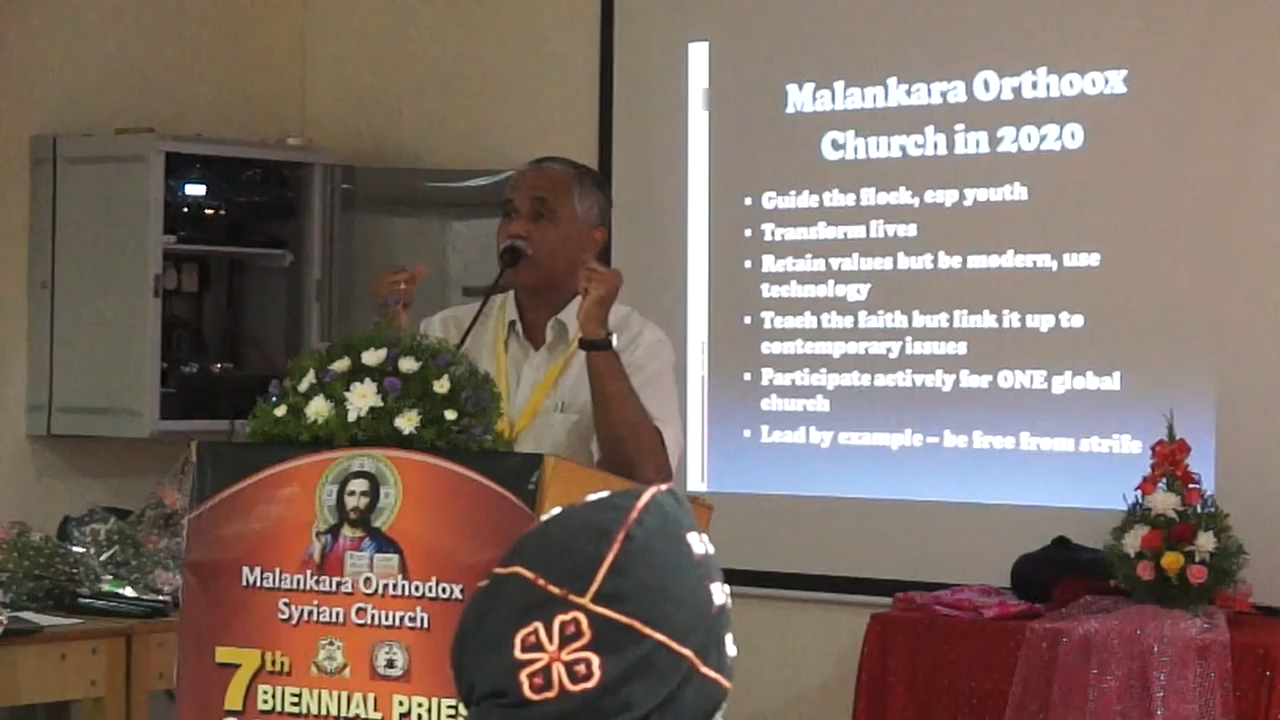 Malankara Orthoox
Church in 2020
▪ Guide the flock, esp youth
▪ Transform lives
▪ Retain values but be modern, use
technology
▪ Teach the faith but link it up to
contemporary issues
▪ Participate actively for ONE global
church
▪ Lead by example – be free from strife
Malankara Orthodox
Syrian Church
7th
BIENNIAL PRIES